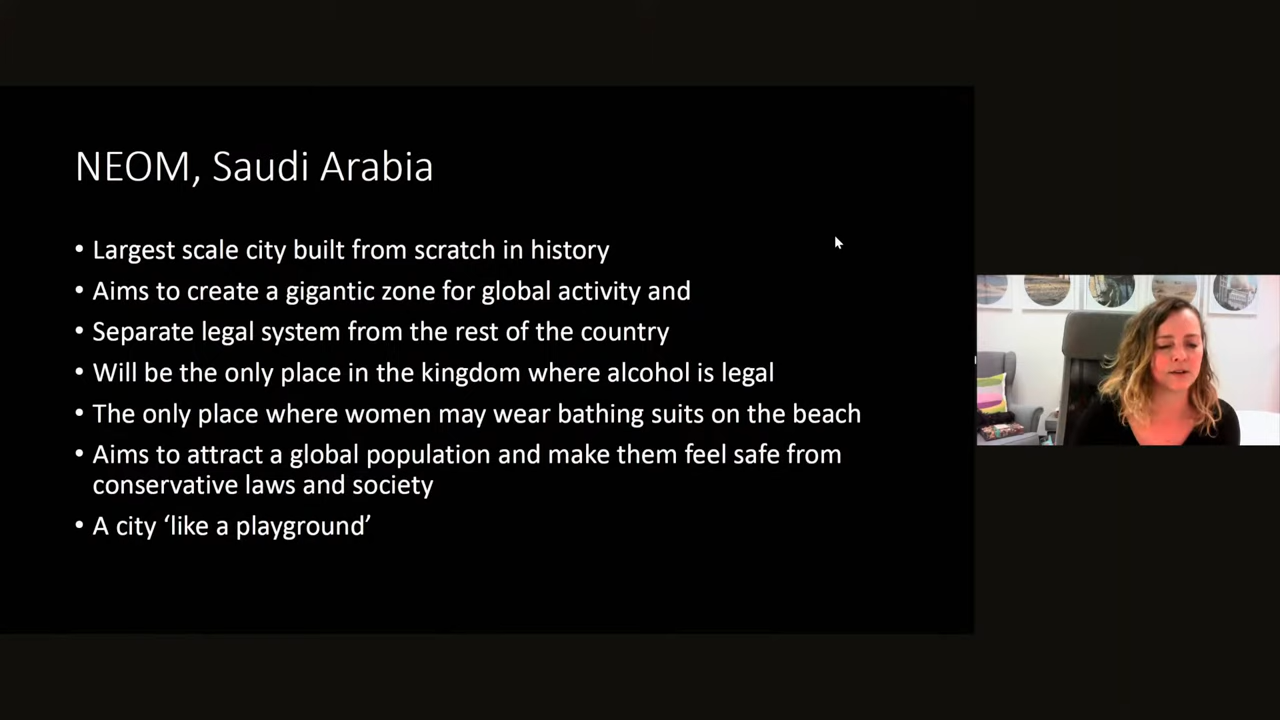 NEOM, Saudi Arabia
• Largest scale city built from scratch in history
• Aims to create a gigantic zone for global activity and
• Separate legal system from the rest of the country
• Will be the only place in the kingdom where alcohol is legal
• The only place where women may wear bathing suits on the beach
• Aims to attract a global population and make them feel safe from
conservative laws and society
• A city ‘like a playground’